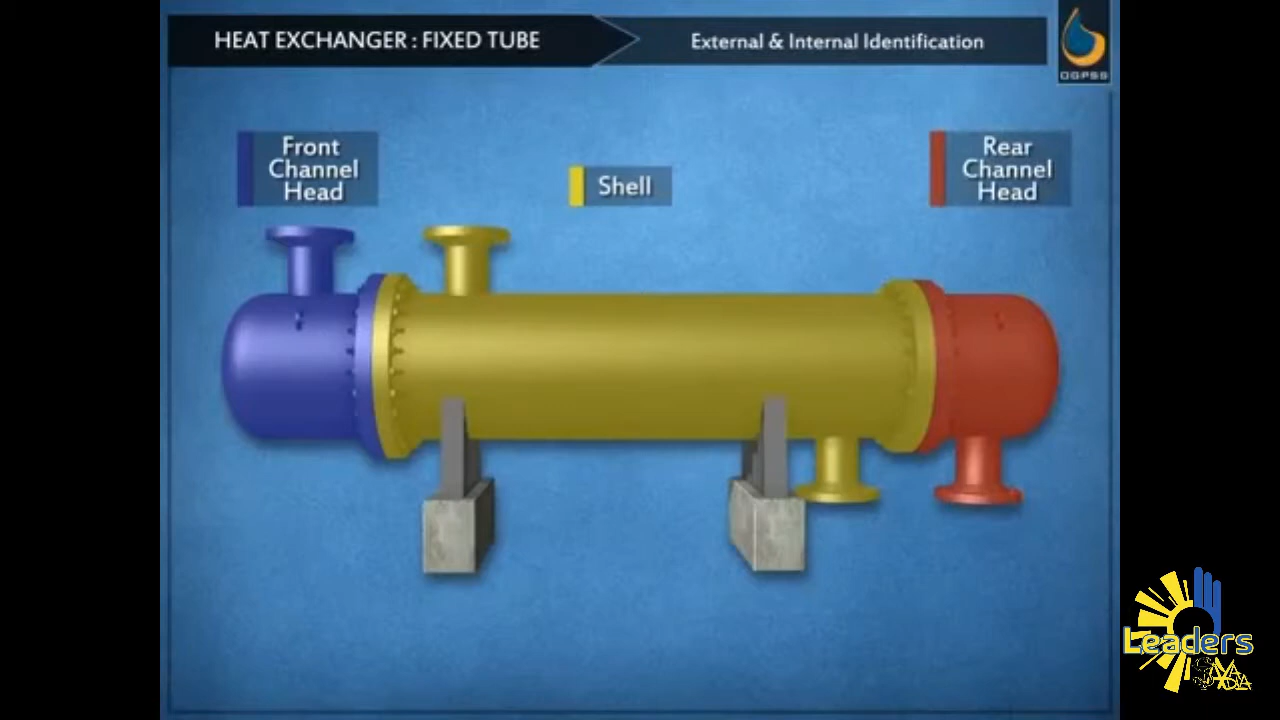 HEAT EXCHANGER : FIXED TUBE
External & Internal Identification
OGPSS
Front
Channel
Head
Shell
Rear
Channel
Head
Leaders